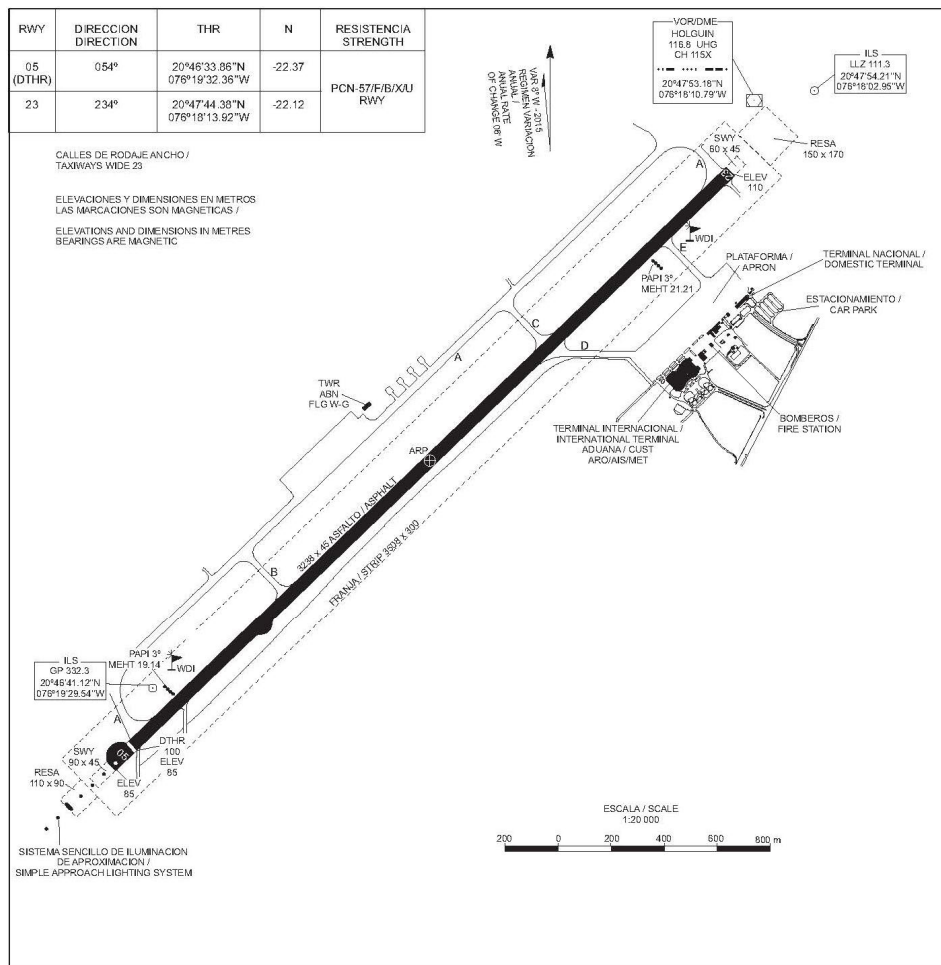 RWY
DIRECCION
DIRECTION
THR
N
RESISTENCIA
STRENGTH
05
(DTHR)
054º
20º46'33.86"N
076º19'32.36"W
-22.37
PCN-57/F/B/X/U
RWY
23
234º
20º47'44.38"N
076º18'13.92"W
-22.12
CALLES DE RODAJE ANCHO /
TAXIWAYS WIDE 23
ELEVACIONES Y DIMENSIONES EN METROS
LAS MARCACIONES SON MAGNETICAS /
ELEVATIONS AND DIMENSIONS IN METRES
BEARINGS ARE MAGNETIC
VAR 8º W - 2015
REGIMEN VARIACION
ANUAL /
ANUAL RATE
OF CHANGE 06' W
VOR/DME
HOLGUIN
116.8 UHG
CH 115X
20º47'53.18"N
076º18'10.79"W
ILS
LLZ 111.3
20º47'54.21"N
076º18'02.95"W
SWY
60 x 45
RESA
150 x 170
A
23
ELEV
110
WDI
E
PAPI 3º
MEHT 21.21
PLATAFORMA /
APRON
TERMINAL NACIONAL /
DOMESTIC TERMINAL
ESTACIONAMIENTO /
CAR PARK
C
D
A
TWR
ABN
FLG W-G
BOMBEROS /
FIRE STATION
TERMINAL INTERNACIONAL /
INTERNATIONAL TERMINAL
ADUANA / CUST
ARO/AIS/MET
ARP
3238 x 45 ASFALTO / ASPHALT
FRANJA / STRIP 3508 x 300
B
PAPI 3º
MEHT 19.14
WDI
ILS
GP 332.3
20º46'41.12"N
076º19'29.54"W
A
DTHR
100
ELEV
85
05
SWY
90 x 45
ELEV
85
RESA
110 x 90
SISTEMA SENCILLO DE ILUMINACION
DE APROXIMACION /
SIMPLE APPROACH LIGHTING SYSTEM
ESCALA / SCALE
1:20 000
200 0 200 400 600 800 m